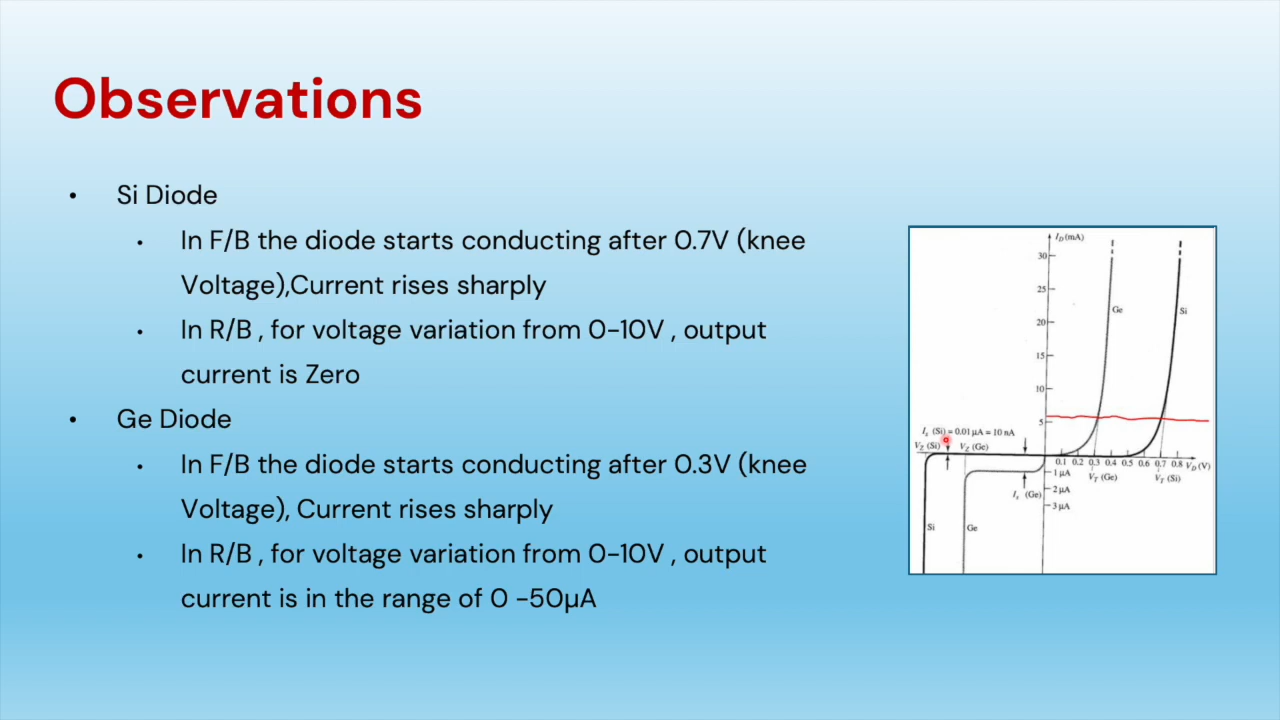 Observations
• Si Diode
• In F/B the diode starts conducting after 0.7V (knee
Voltage),Current rises sharply
• In R/B , for voltage variation from 0-10V , output
current is Zero
• Ge Diode
• In F/B the diode starts conducting after 0.3V (knee
Voltage), Current rises sharply
• In R/B , for voltage variation from 0-10V , output
current is in the range of 0 -50µA
I_D (mA)
30
25
Ge
Si
20
15
10
5
I_s (Si) = 0.01 µA = 10 nA
V_Z (Si)
V_Z (Ge)
0.1 0.2 0.3 0.4 0.5 0.6 0.7 0.8 V_D (V)
1 µA
V_T (Ge)
V_T (Si)
I_s (Ge)
2 µA
3 µA
Si
Ge